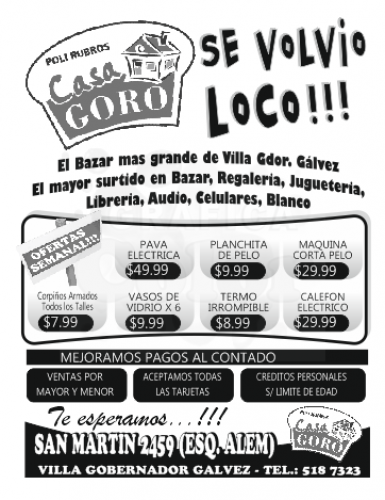 POLI RUBROS
Casa
GORO
SE VOLVIO
LOCO!!!
El Bazar mas grande de Villa Gdor. Gálvez
El mayor surtido en Bazar, Regalería, Juguetería,
Librería, Audío, Celulares, Blanco
OFERTAS
SEMANAL!!!
PAVA
ELECTRICA
$49.99
PLANCHITA
DE PELO
$9.99
MAQUINA
CORTA PELO
$29.99
Corpiños Armados
Todos los Talles
$7.99
VASOS DE
VIDRIO X 6
$9.99
TERMO
IRROMPIBLE
$8.99
CALEFON
ELECTRICO
$29.99
MEJORAMOS PAGOS AL CONTADO
VENTAS POR
MAYOR Y MENOR
ACEPTAMOS TODAS
LAS TARJETAS
CREDITOS PERSONALES
S/ LIMITE DE EDAD
Te esperamos...!!!
SAN MARTIN 2459 (ESQ. ALEM)
POLI RUBROS
Casa
GORO
VILLA GOBERNADOR GALVEZ - TEL.: 518 7323